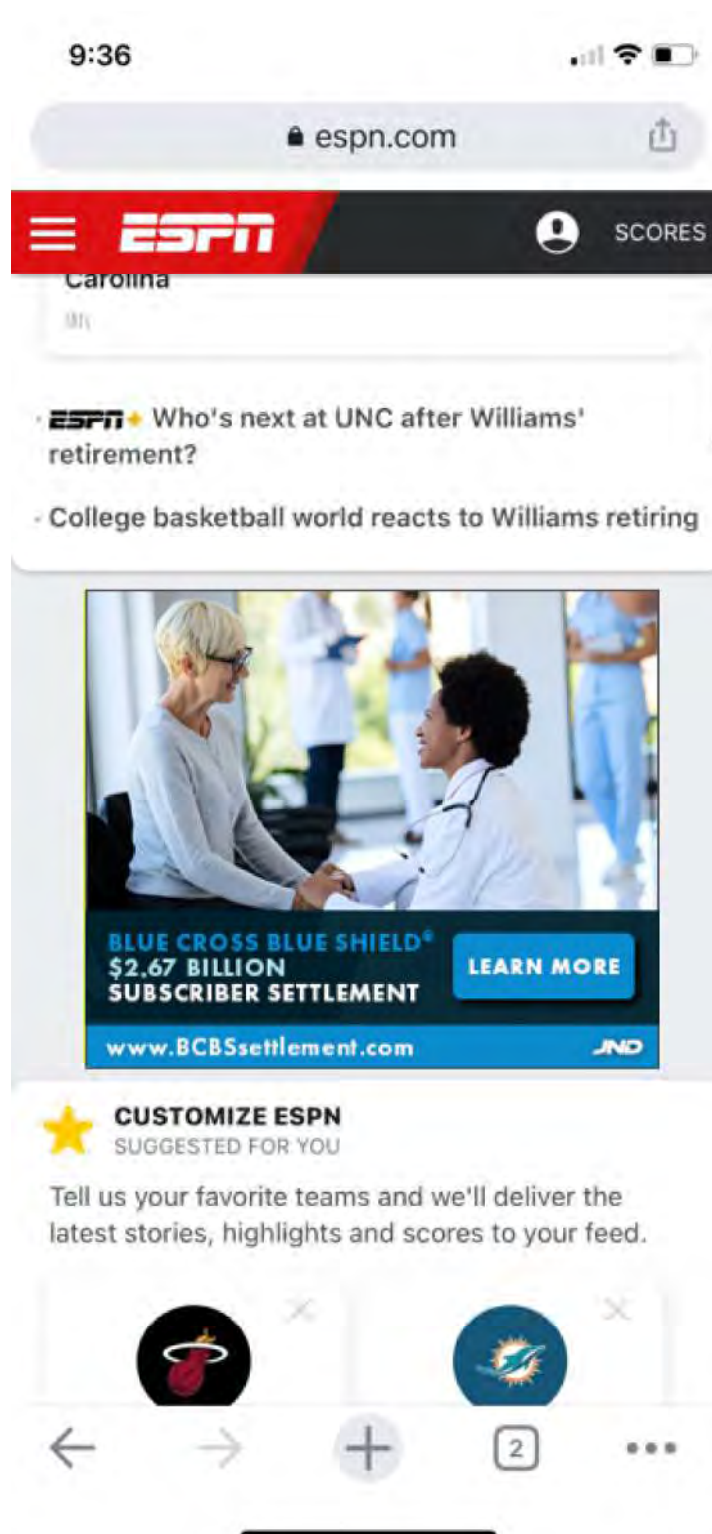 9:36
espn.com
ESPN
SCORES
Carolina
· ESPN+ Who's next at UNC after Williams'
retirement?
· College basketball world reacts to Williams retiring
BLUE CROSS BLUE SHIELD®
$2.67 BILLION
SUBSCRIBER SETTLEMENT
LEARN MORE
www.BCBSsettlement.com
JND
CUSTOMIZE ESPN
SUGGESTED FOR YOU
Tell us your favorite teams and we'll deliver the
latest stories, highlights and scores to your feed.
2